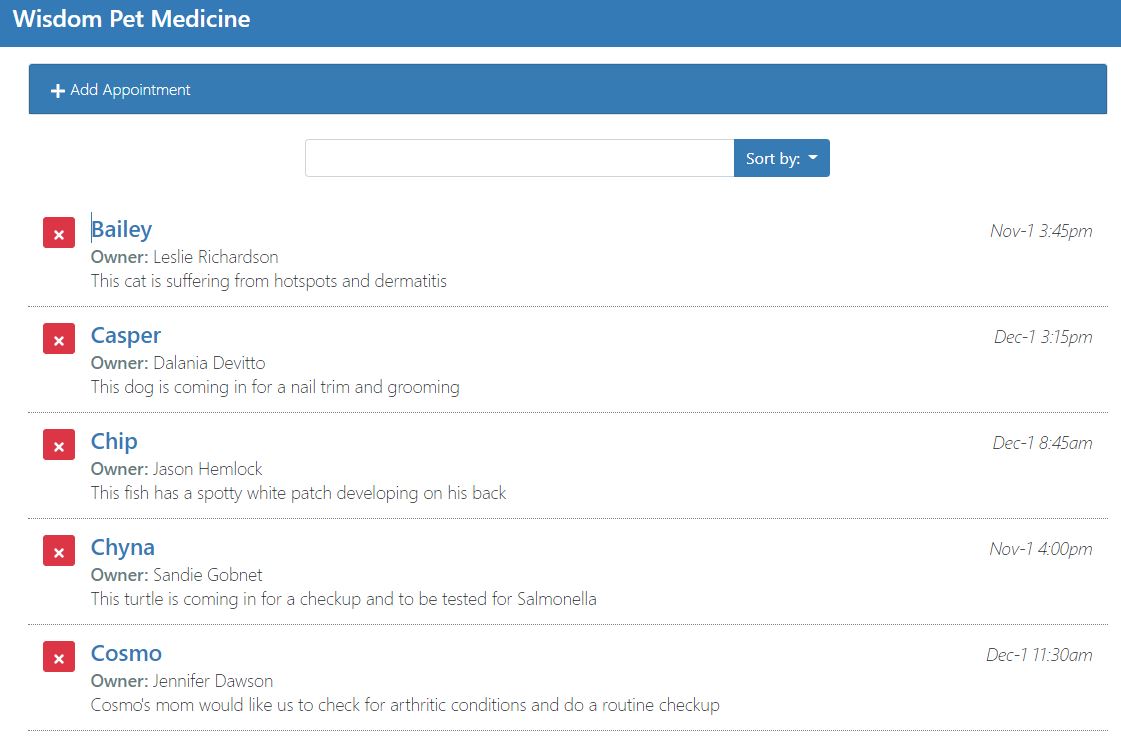 Wisdom Pet Medicine
Add Appointment
Sort by:
Bailey
Nov-1 3:45pm
Owner: Leslie Richardson
This cat is suffering from hotspots and dermatitis
Casper
Dec-1 3:15pm
Owner: Dalania Devitto
This dog is coming in for a nail trim and grooming
Chip
Dec-1 8:45am
Owner: Jason Hemlock
This fish has a spotty white patch developing on his back
Chyna
Nov-1 4:00pm
Owner: Sandie Gobnet
This turtle is coming in for a checkup and to be tested for Salmonella
Cosmo
Dec-1 11:30am
Owner: Jennifer Dawson
Cosmo's mom would like us to check for arthritic conditions and do a routine checkup